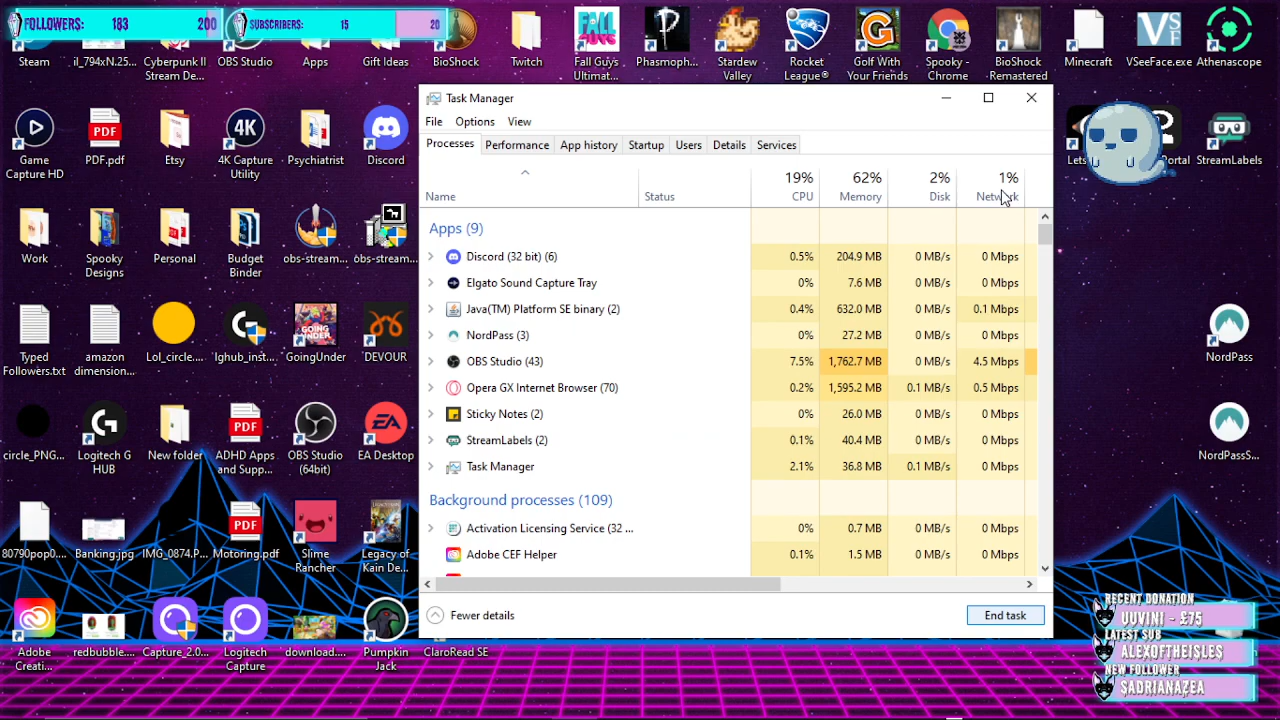 FOLLOWERS: 183 200
SUBSCRIBERS: 15 20
Steam
il_794xN.25...
Cyberpunk II
Stream De...
OBS Studio
Apps
Gift Ideas
BioShock
Twitch
Fall Guys
Ultimat...
Phasmoph...
Stardew
Valley
Rocket
League®
Golf With
Your Friends
Spooky -
Chrome
BioShock
Remastered
Minecraft
VSeeFace.exe
Athenascope
Game
Capture HD
PDF
PDF.pdf
Etsy
4K
4K Capture
Utility
Psychiatrist
Discord
StreamLabels
Work
Spooky
Designs
Personal
Budget
Binder
obs-stream...
obs-stream...
Typed
Followers.txt
amazon
dimension...
Lol_circle....
lghub_inst...
GoingUnder
DEVOUR
NordPass
circle_PNG...
Logitech G
HUB
New folder
PDF
ADHD Apps
and Supp...
OBS Studio
(64bit)
EA Desktop
NordPassS...
80790pop0....
Banking.jpg
IMG_0874.P...
PDF
Motoring.pdf
Slime
Rancher
Legacy of
Kain De...
Adobe
Creati...
redbubble....
Capture_2.0...
Logitech
Capture
download....
Pumpkin
Jack
ClaroRead SE
Task Manager
File Options View
Processes Performance App history Startup Users Details Services
19% 62% 2% 1%
Name Status CPU Memory Disk Network
Apps (9)
Discord (32 bit) (6) 0.5% 204.9 MB 0 MB/s 0 Mbps
Elgato Sound Capture Tray 0% 7.6 MB 0 MB/s 0 Mbps
Java(TM) Platform SE binary (2) 0.4% 632.0 MB 0 MB/s 0.1 Mbps
NordPass (3) 0% 27.2 MB 0 MB/s 0 Mbps
OBS Studio (43) 7.5% 1,762.7 MB 0 MB/s 4.5 Mbps
Opera GX Internet Browser (70) 0.2% 1,595.2 MB 0.1 MB/s 0.5 Mbps
Sticky Notes (2) 0% 26.0 MB 0 MB/s 0 Mbps
StreamLabels (2) 0.1% 40.4 MB 0 MB/s 0 Mbps
Task Manager 2.1% 36.8 MB 0.1 MB/s 0 Mbps
Background processes (109)
Activation Licensing Service (32 ... 0% 0.7 MB 0 MB/s 0 Mbps
Adobe CEF Helper 0.1% 1.5 MB 0 MB/s 0 Mbps
Fewer details
End task
RECENT DONATION
UUVINI - £75
LATEST SUB
ALEXOFTHEISLES
NEW FOLLOWER
SADRIANAZEA